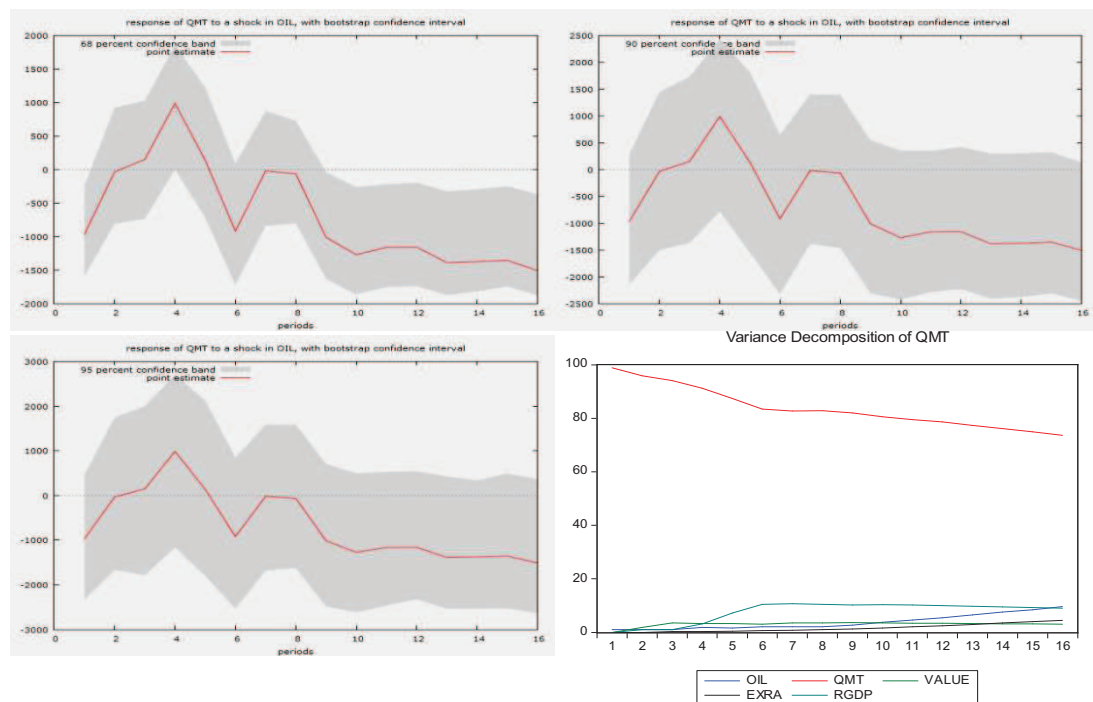 response of QMT to a shock in OIL, with bootstrap confidence interval
2000
1500
1000
500
0
-500
-1000
-1500
-2000
68 percent confidence band
point estimate
0 2 4 6 8 10 12 14 16
periods
response of QMT to a shock in OIL, with bootstrap confidence interval
2500
2000
1500
1000
500
0
-500
-1000
-1500
-2000
-2500
90 percent confidence band
point estimate
0 2 4 6 8 10 12 14 16
periods
response of QMT to a shock in OIL, with bootstrap confidence interval
3000
2000
1000
0
-1000
-2000
-3000
95 percent confidence band
point estimate
0 2 4 6 8 10 12 14 16
periods
Variance Decomposition of QMT
100
80
60
40
20
0
1 2 3 4 5 6 7 8 9 10 11 12 13 14 15 16
OIL QMT VALUE
EXRA RGDP